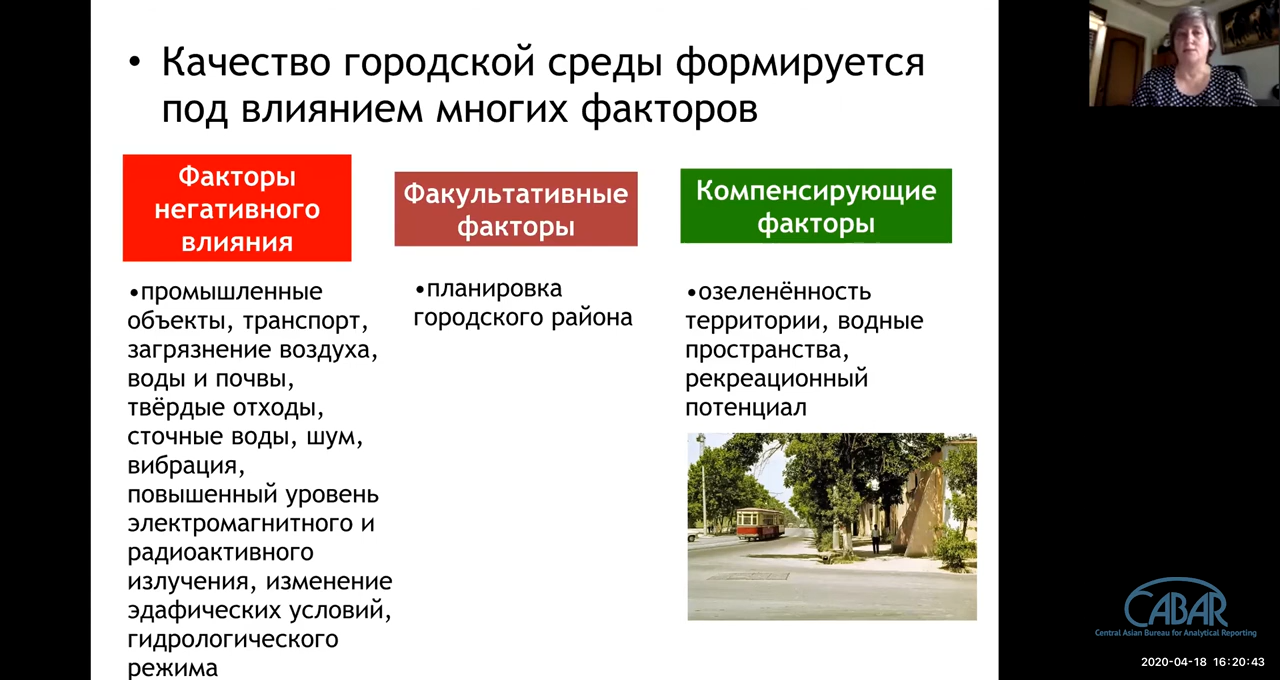 • Качество городской среды формируется
под влиянием многих факторов
Факторы
негативного
влияния
•промышленные
объекты, транспорт,
загрязнение воздуха,
воды и почвы,
твёрдые отходы,
сточные воды, шум,
вибрация,
повышенный уровень
электромагнитного и
радиоактивного
излучения, изменение
эдафических условий,
гидрологического
режима
Факультативные
факторы
•планировка
городского района
Компенсирующие
факторы
•озеленённость
территории, водные
пространства,
рекреационный
потенциал
CABAR
Central Asian Bureau for Analytical Reporting
2020-04-18 16:20:43